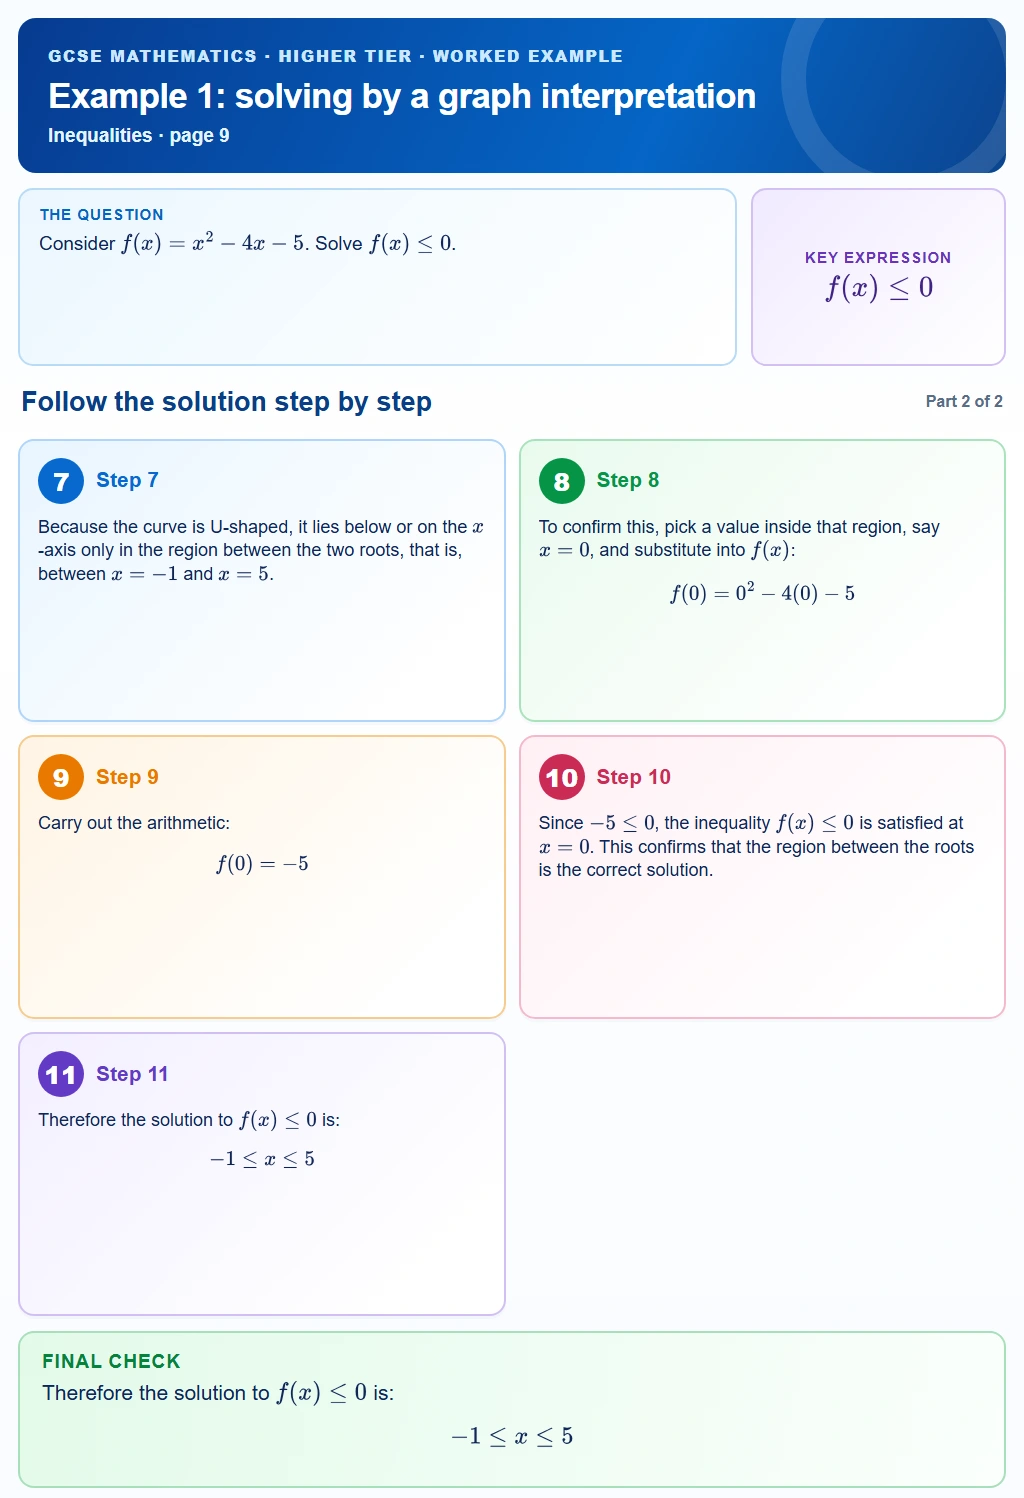 GCSE MATHEMATICS · HIGHER TIER · WORKED EXAMPLE
Example 1: solving by a graph interpretation
Inequalities · page 9
THE QUESTION
Consider f(x) = x² − 4x − 5. Solve f(x) ≤ 0.
KEY EXPRESSION
f(x) ≤ 0
Follow the solution step by step
Part 2 of 2
7 Step 7
Because the curve is U-shaped, it lies below or on the x
-axis only in the region between the two roots, that is,
between x = −1 and x = 5.
8 Step 8
To confirm this, pick a value inside that region, say
x = 0, and substitute into f(x):
f(0) = 0² − 4(0) − 5
9 Step 9
Carry out the arithmetic:
f(0) = −5
10 Step 10
Since −5 ≤ 0, the inequality f(x) ≤ 0 is satisfied at
x = 0. This confirms that the region between the roots
is the correct solution.
11 Step 11
Therefore the solution to f(x) ≤ 0 is:
−1 ≤ x ≤ 5
FINAL CHECK
Therefore the solution to f(x) ≤ 0 is:
−1 ≤ x ≤ 5